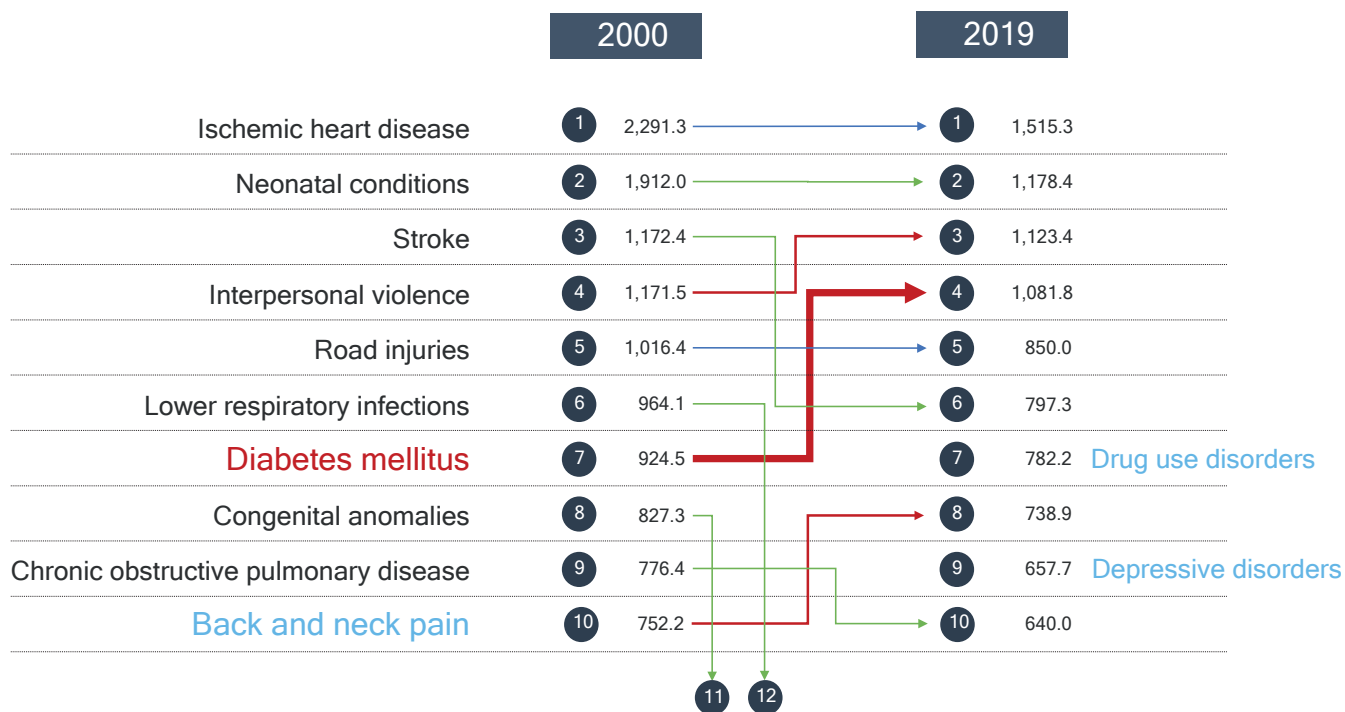 2000 2019
Ischemic heart disease 1 2,291.3 1 1,515.3
Neonatal conditions 2 1,912.0 2 1,178.4
Stroke 3 1,172.4 3 1,123.4
Interpersonal violence 4 1,171.5 4 1,081.8
Road injuries 5 1,016.4 5 850.0
Lower respiratory infections 6 964.1 6 797.3
Diabetes mellitus 7 924.5 7 782.2 Drug use disorders
Congenital anomalies 8 827.3 8 738.9
Chronic obstructive pulmonary disease 9 776.4 9 657.7 Depressive disorders
Back and neck pain 10 752.2 10 640.0
11 12